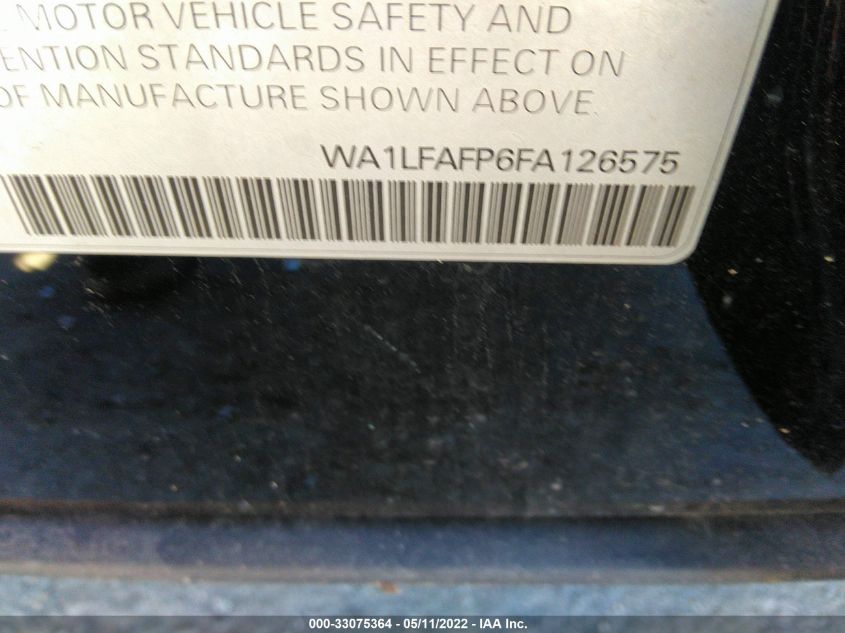 MOTOR VEHICLE SAFETY AND
STANDARDS IN EFFECT ON
OF MANUFACTURE SHOWN ABOVE.
WA1LFAFP6FA126575
000-33075364 - 05/11/2022 - IAA Inc.